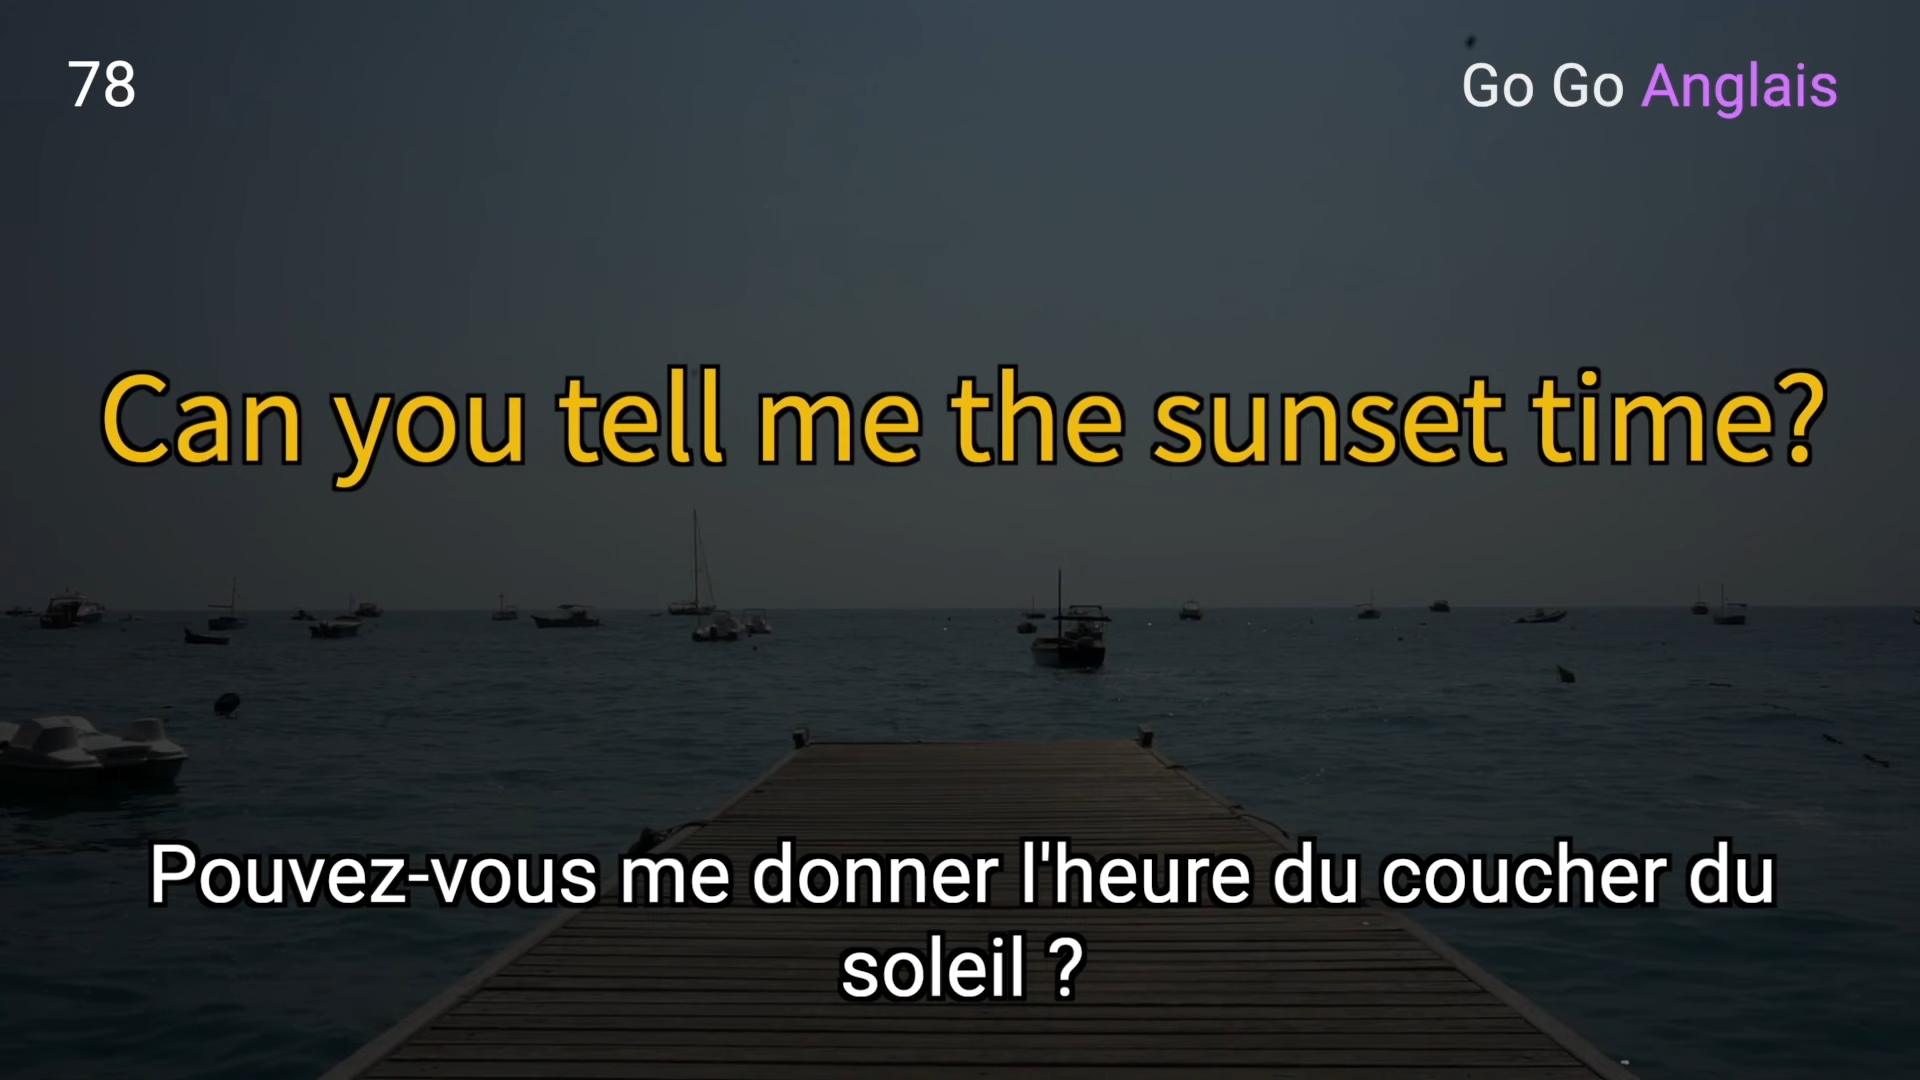 78
Go Go Anglais
Can you tell me the sunset time?
Pouvez-vous me donner l'heure du coucher du
soleil ?